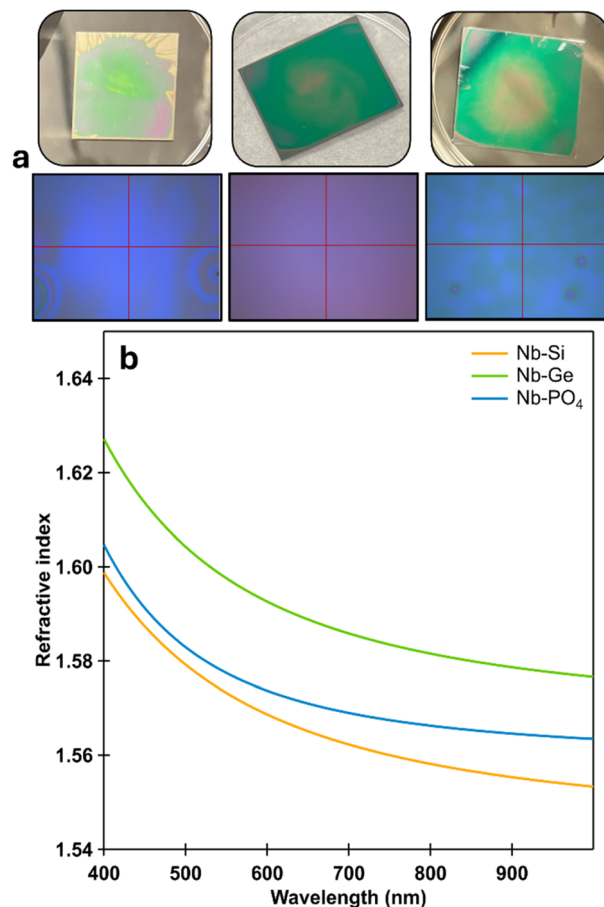 a
b
Nb-Si
Nb-Ge
Nb-PO₄
1.64
1.62
1.60
1.58
1.56
1.54
Refractive index
400 500 600 700 800 900
Wavelength (nm)